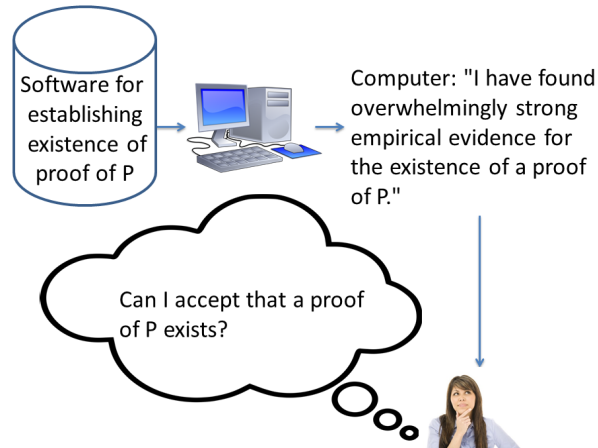 Software for
establishing
existence of
proof of P
Computer: "I have found
overwhelmingly strong
empirical evidence for
the existence of a proof
of P."
Can I accept that a proof
of P exists?